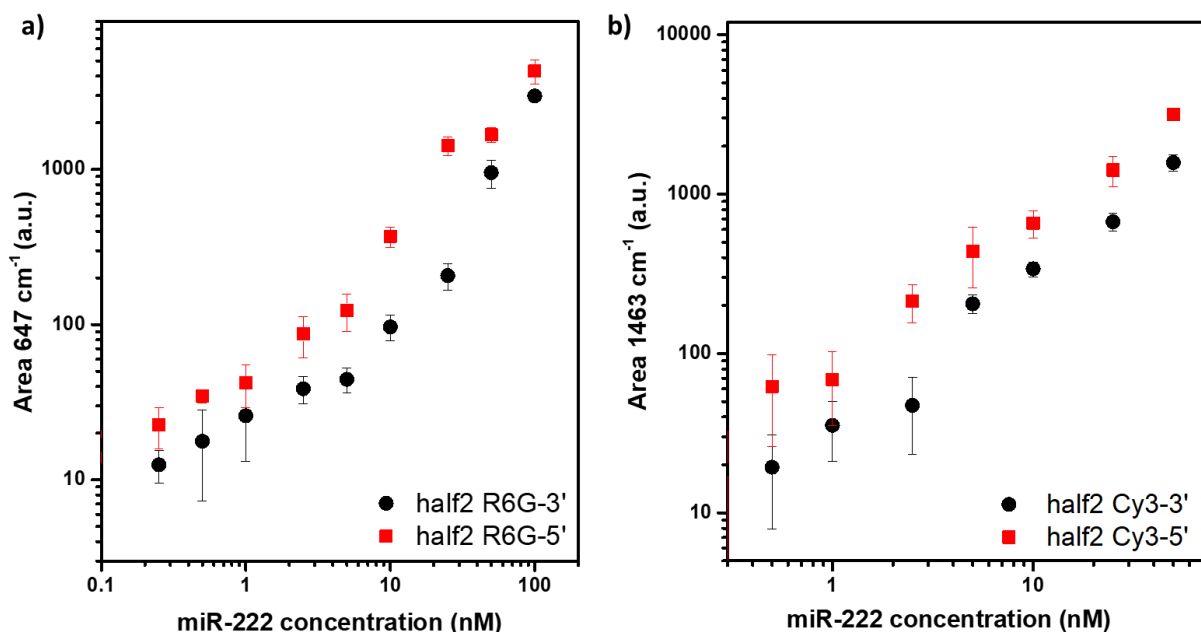 a)
Area 647 cm⁻¹ (a.u.)
1000
100
10
half2 R6G-3'
half2 R6G-5'
0.1 1 10 100
miR-222 concentration (nM)
b)
Area 1463 cm⁻¹ (a.u.)
10000
1000
100
10
half2 Cy3-3'
half2 Cy3-5'
1 10
miR-222 concentration (nM)